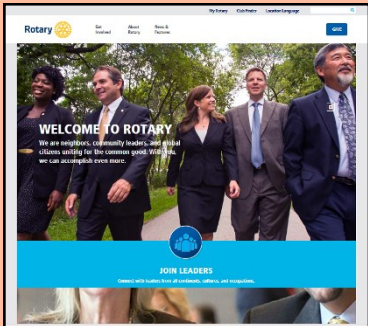 My Rotary Club Finder Location/Language
Rotary
Get Involved
About Rotary
News & Features
GIVE
WELCOME TO ROTARY
We are neighbors, community leaders, and global
citizens uniting for the common good. With you,
we can accomplish even more.
JOIN LEADERS
Connect with leaders from all continents, cultures, and occupations.